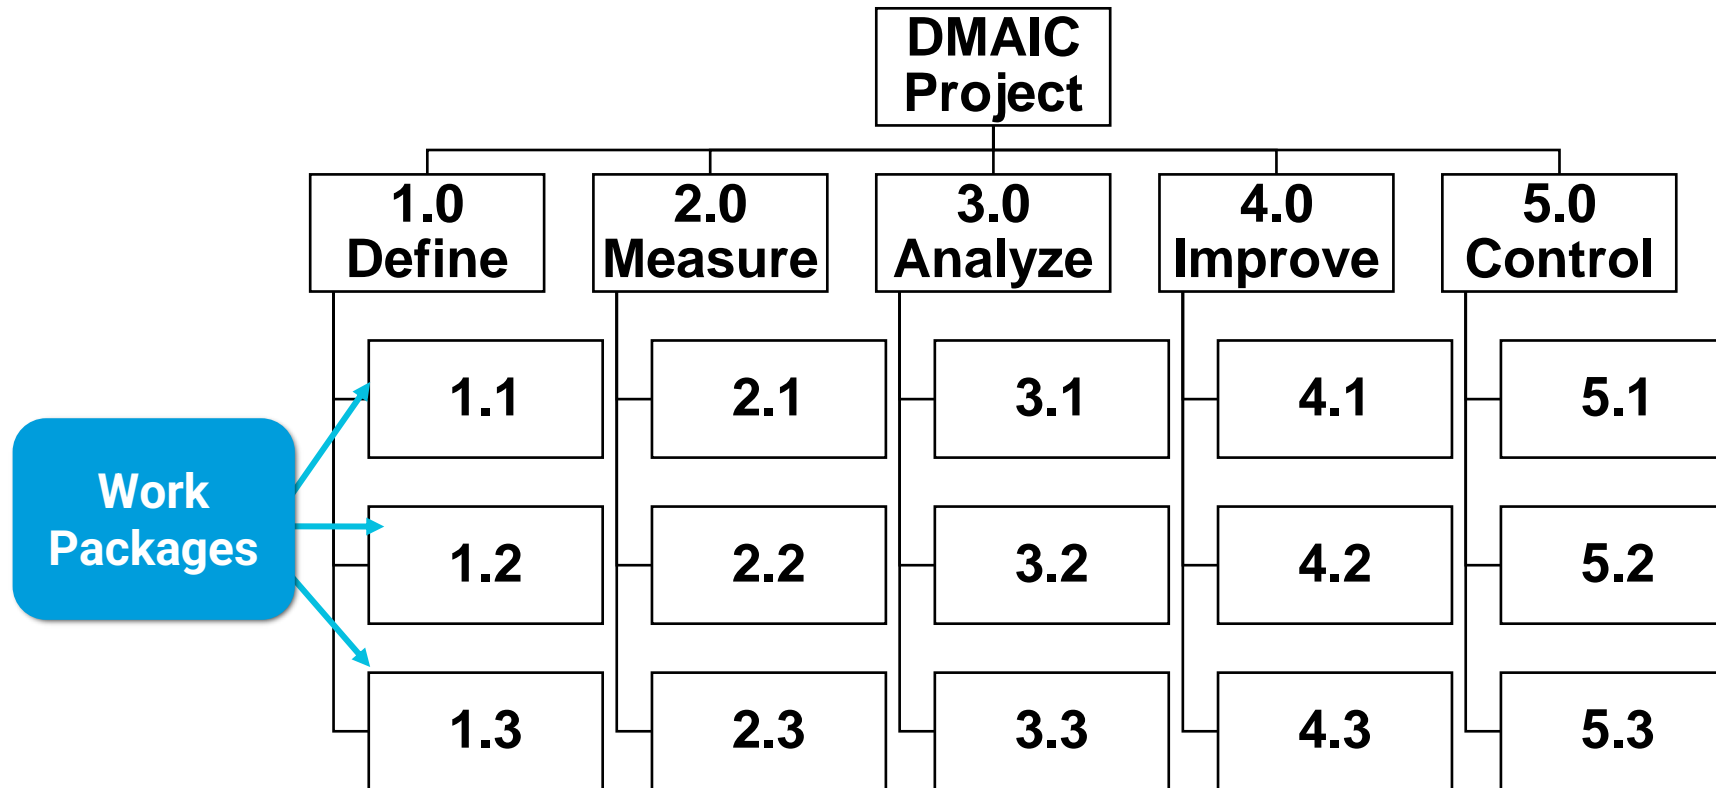 DMAIC
Project
1.0
Define
2.0
Measure
3.0
Analyze
4.0
Improve
5.0
Control
Work
Packages
1.1
2.1
3.1
4.1
5.1
1.2
2.2
3.2
4.2
5.2
1.3
2.3
3.3
4.3
5.3